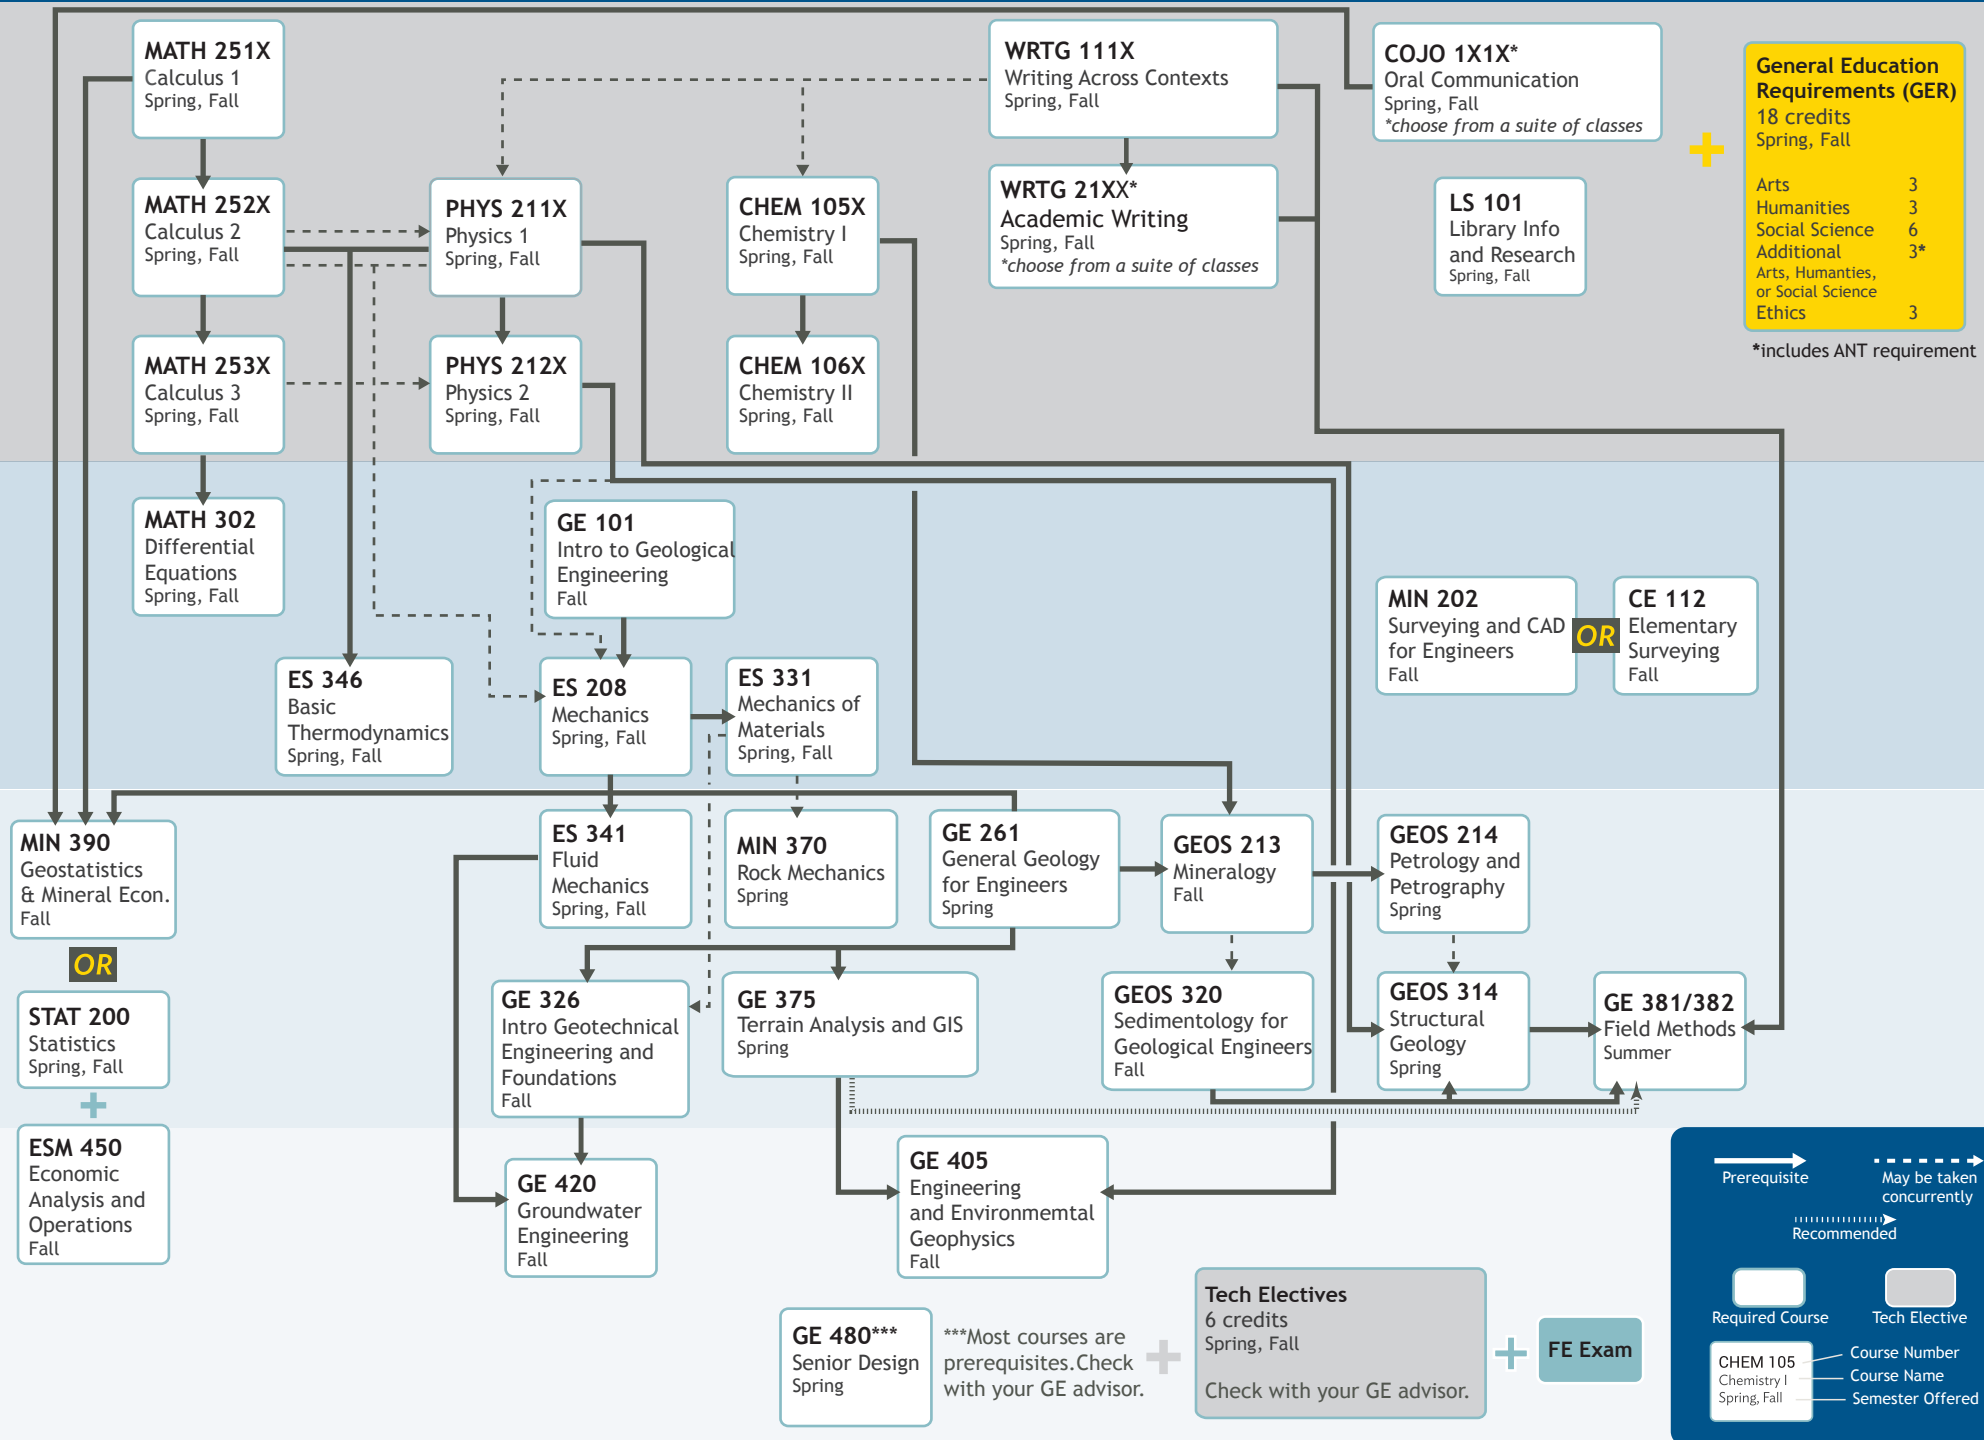 MATH 251X
Calculus 1
Spring, Fall
WRTG 111X
Writing Across Contexts
Spring, Fall
COJO 1X1X*
Oral Communication
Spring, Fall
*choose from a suite of classes
General Education
Requirements (GER)
18 credits
Spring, Fall
Arts 3
Humanities 3
Social Science 6
Additional 3*
Arts, Humanties,
or Social Science
Ethics 3
*includes ANT requirement
MATH 252X
Calculus 2
Spring, Fall
PHYS 211X
Physics 1
Spring, Fall
CHEM 105X
Chemistry I
Spring, Fall
WRTG 21XX*
Academic Writing
Spring, Fall
*choose from a suite of classes
LS 101
Library Info
and Research
Spring, Fall
MATH 253X
Calculus 3
Spring, Fall
PHYS 212X
Physics 2
Spring, Fall
CHEM 106X
Chemistry II
Spring, Fall
MATH 302
Differential
Equations
Spring, Fall
GE 101
Intro to Geological
Engineering
Fall
MIN 202
Surveying and CAD
for Engineers
Fall
OR
CE 112
Elementary
Surveying
Fall
ES 346
Basic
Thermodynamics
Spring, Fall
ES 208
Mechanics
Spring, Fall
ES 331
Mechanics of
Materials
Spring, Fall
MIN 390
Geostatistics
& Mineral Econ.
Fall
ES 341
Fluid
Mechanics
Spring, Fall
MIN 370
Rock Mechanics
Spring
GE 261
General Geology
for Engineers
Spring
GEOS 213
Mineralogy
Fall
GEOS 214
Petrology and
Petrography
Spring
OR
STAT 200
Statistics
Spring, Fall
GE 326
Intro Geotechnical
Engineering and
Foundations
Fall
GE 375
Terrain Analysis and GIS
Spring
GEOS 320
Sedimentology for
Geological Engineers
Fall
GEOS 314
Structural
Geology
Spring
GE 381/382
Field Methods
Summer
ESM 450
Economic
Analysis and
Operations
Fall
GE 420
Groundwater
Engineering
Fall
GE 405
Engineering
and Environmemtal
Geophysics
Fall
GE 480***
Senior Design
Spring
***Most courses are
prerequisites.Check
with your GE advisor.
Tech Electives
6 credits
Spring, Fall
Check with your GE advisor.
FE Exam
Prerequisite
May be taken
concurrently
Recommended
Required Course
Tech Elective
CHEM 105
Chemistry I
Spring, Fall
Course Number
Course Name
Semester Offered